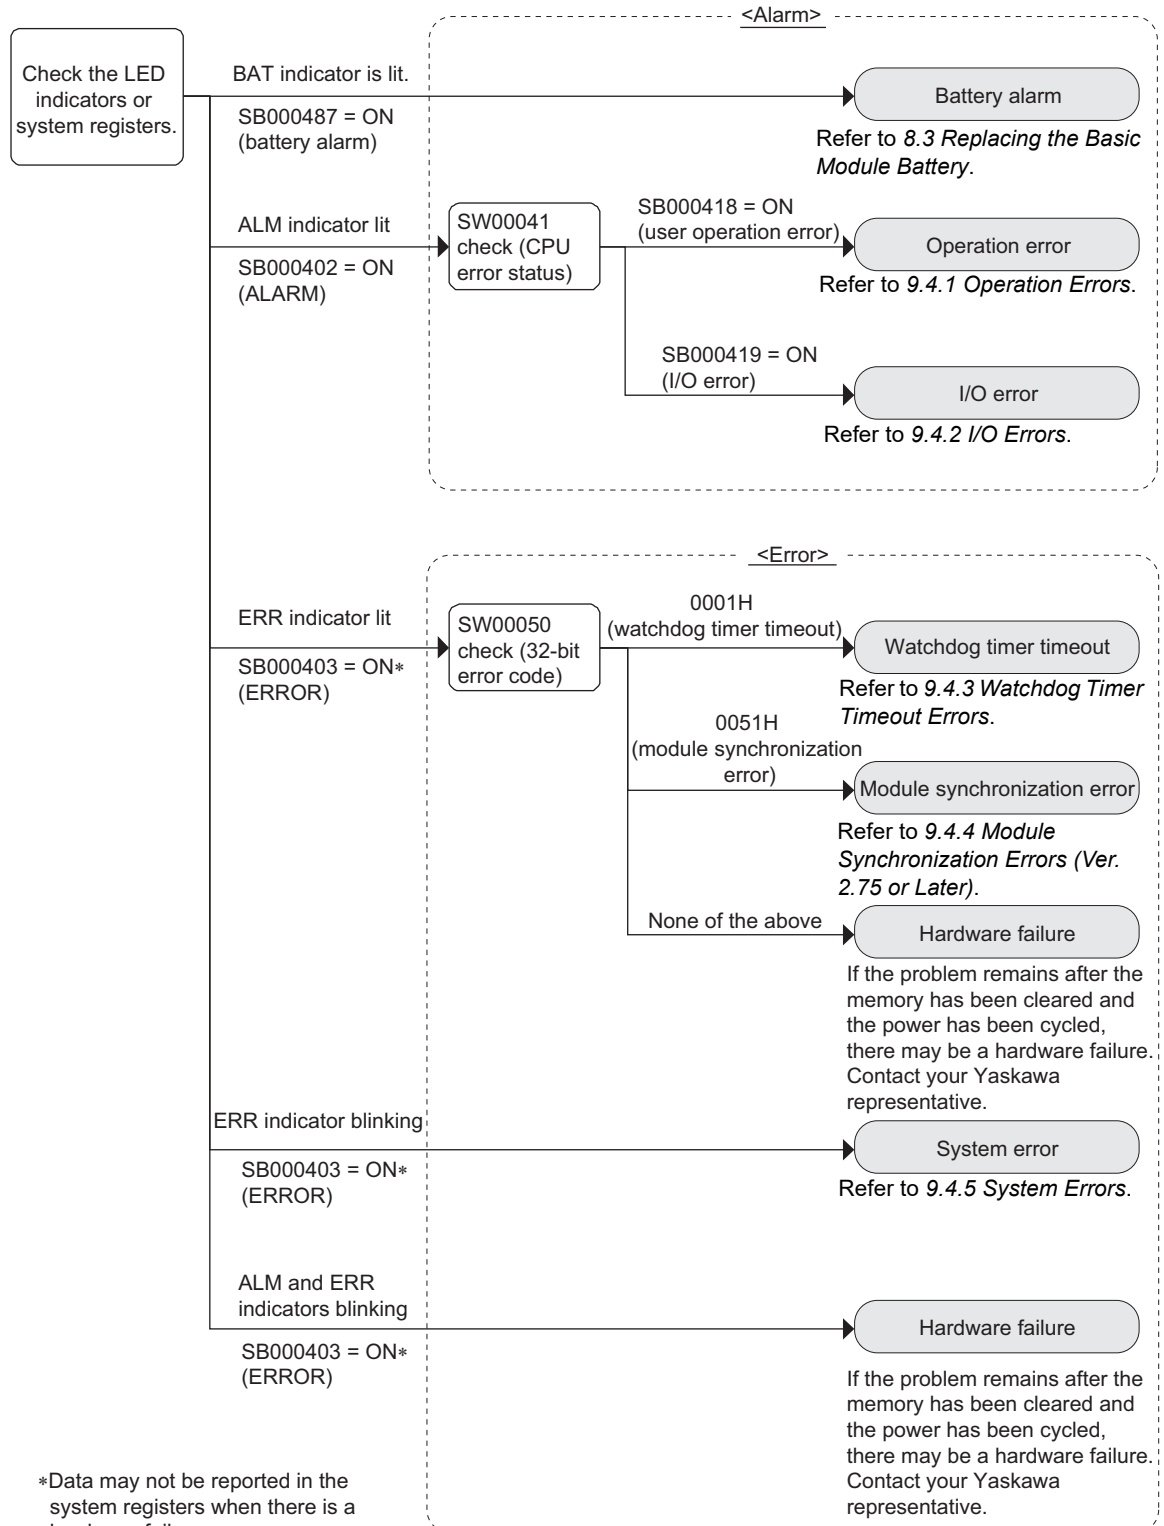 <Alarm>
Check the LED
indicators or
system registers.
BAT indicator is lit.
SB000487 = ON
(battery alarm)
Battery alarm
Refer to 8.3 Replacing the Basic
Module Battery.
ALM indicator lit
SB000402 = ON
(ALARM)
SW00041
check (CPU
error status)
SB000418 = ON
(user operation error)
Operation error
Refer to 9.4.1 Operation Errors.
SB000419 = ON
(I/O error)
I/O error
Refer to 9.4.2 I/O Errors.
<Error>
ERR indicator lit
SB000403 = ON*
(ERROR)
SW00050
check (32-bit
error code)
0001H
(watchdog timer timeout)
Watchdog timer timeout
Refer to 9.4.3 Watchdog Timer
Timeout Errors.
0051H
(module synchronization
error)
Module synchronization error
Refer to 9.4.4 Module
Synchronization Errors (Ver.
2.75 or Later).
None of the above
Hardware failure
If the problem remains after the
memory has been cleared and
the power has been cycled,
there may be a hardware failure.
Contact your Yaskawa
representative.
ERR indicator blinking
SB000403 = ON*
(ERROR)
System error
Refer to 9.4.5 System Errors.
ALM and ERR
indicators blinking
SB000403 = ON*
(ERROR)
Hardware failure
If the problem remains after the
memory has been cleared and
the power has been cycled,
there may be a hardware failure.
Contact your Yaskawa
representative.
*Data may not be reported in the
system registers when there is a